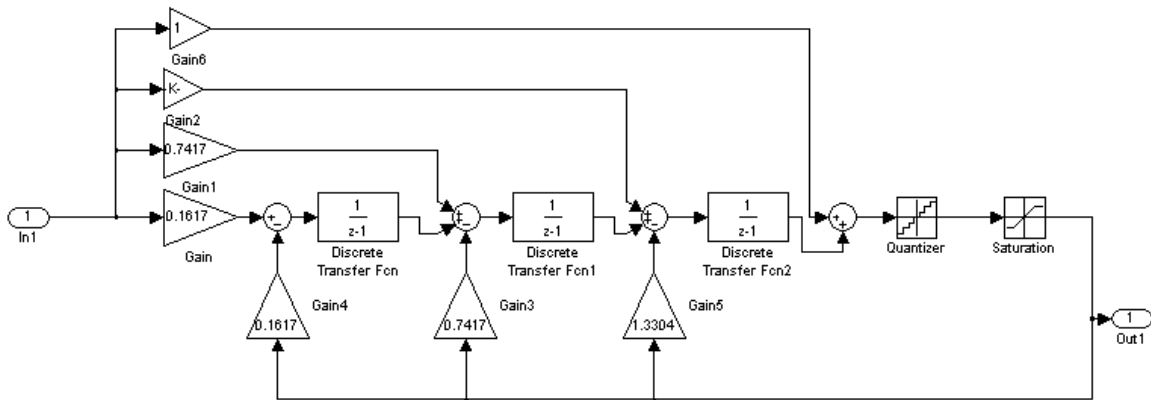 1
Gain6
-K-
Gain2
0.7417
Gain1
0.1617
Gain
1
In1
1
z-1
Discrete
Transfer Fcn
1
z-1
Discrete
Transfer Fcn1
1
z-1
Discrete
Transfer Fcn2
Quantizer
Saturation
0.1617
Gain4
0.7417
Gain3
1.3304
Gain5
1
Out1